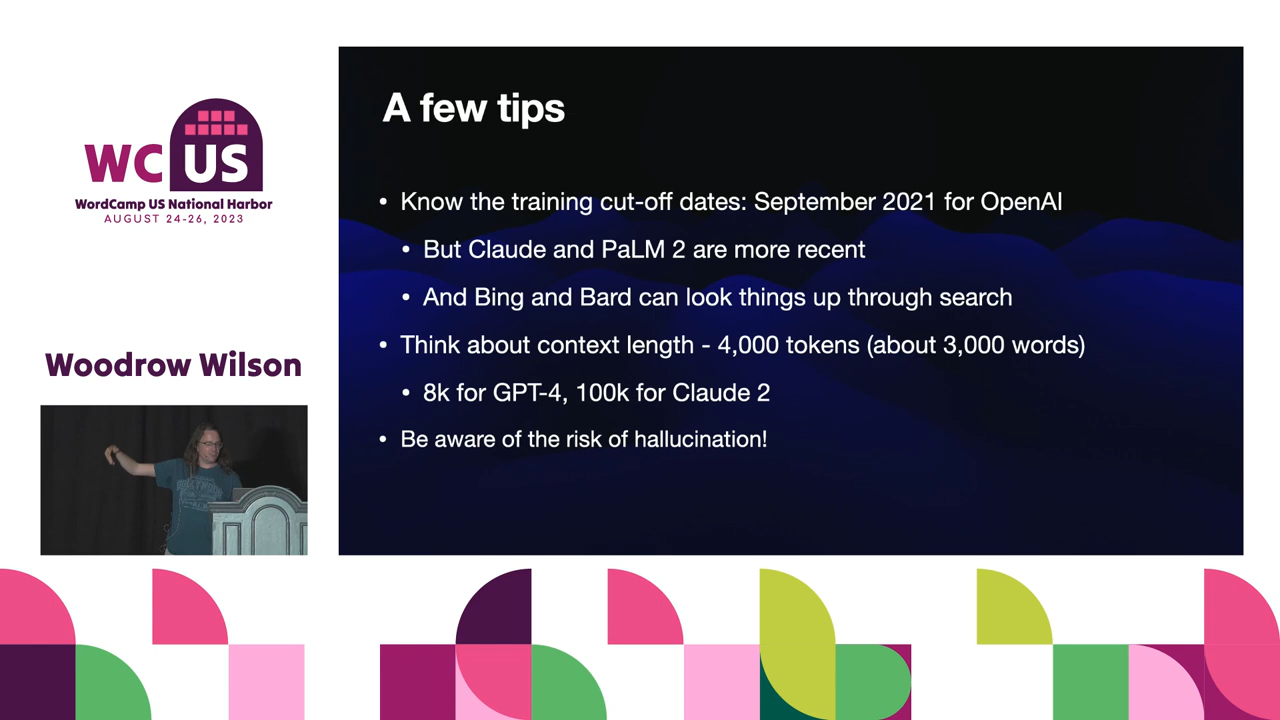 WC US
WordCamp US National Harbor
AUGUST 24-26, 2023
Woodrow Wilson
A few tips
• Know the training cut-off dates: September 2021 for OpenAI
• But Claude and PaLM 2 are more recent
• And Bing and Bard can look things up through search
• Think about context length - 4,000 tokens (about 3,000 words)
• 8k for GPT-4, 100k for Claude 2
• Be aware of the risk of hallucination!